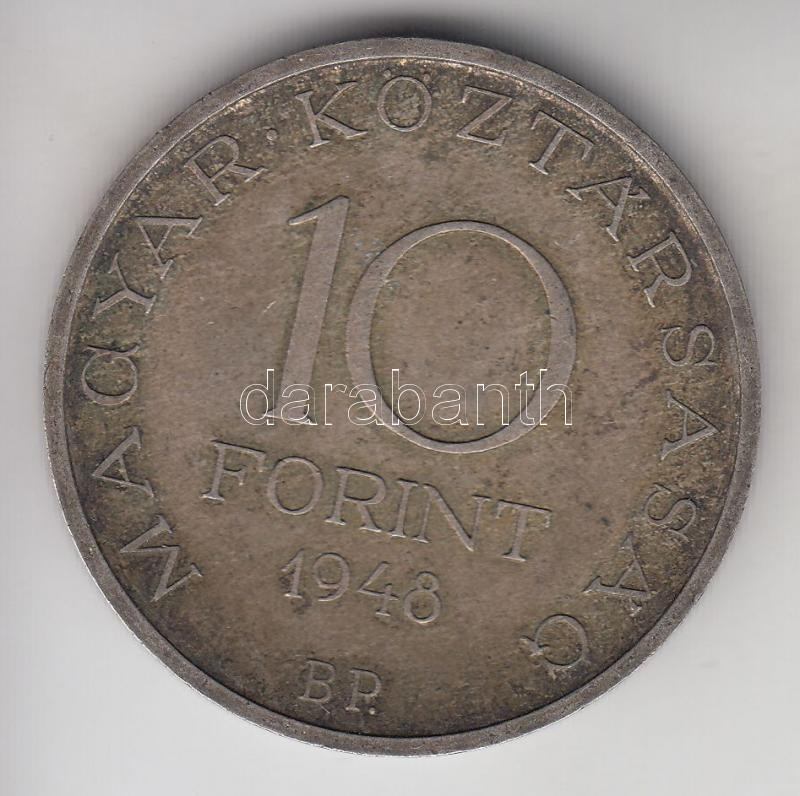 MAGYAR · KÖZTÁRSASÁG
10
FORINT
1948
BP.
darabanth